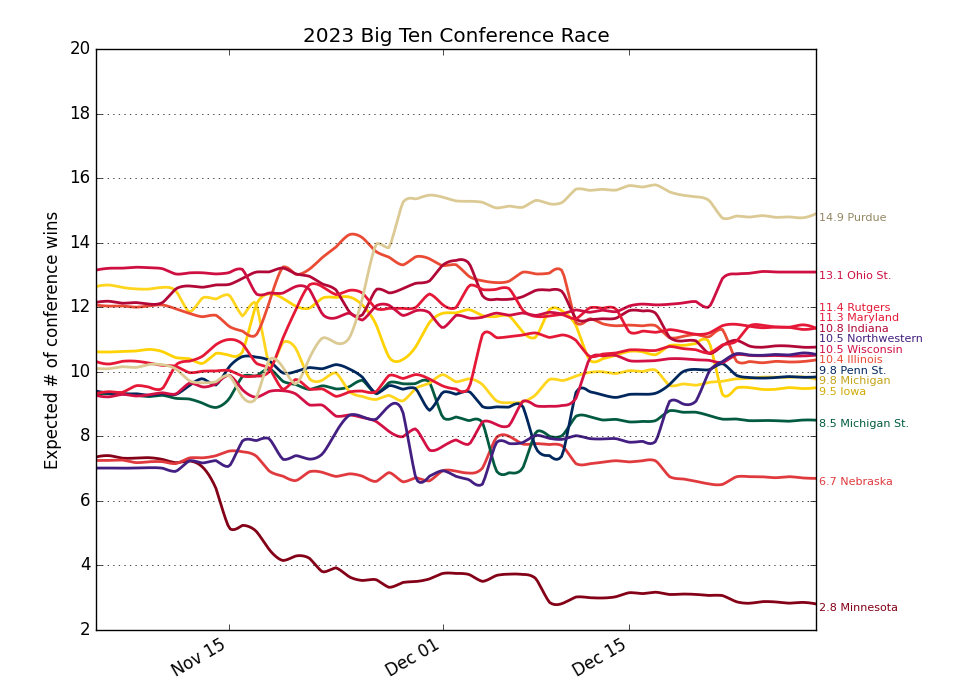 2023 Big Ten Conference Race
Expected # of conference wins
20
18
16
14
12
10
8
6
4
2
Nov 15
Dec 01
Dec 15
14.9 Purdue
13.1 Ohio St.
11.4 Rutgers
11.3 Maryland
10.8 Indiana
10.5 Northwestern
10.5 Wisconsin
10.4 Illinois
9.8 Penn St.
9.8 Michigan
9.5 Iowa
8.5 Michigan St.
6.7 Nebraska
2.8 Minnesota